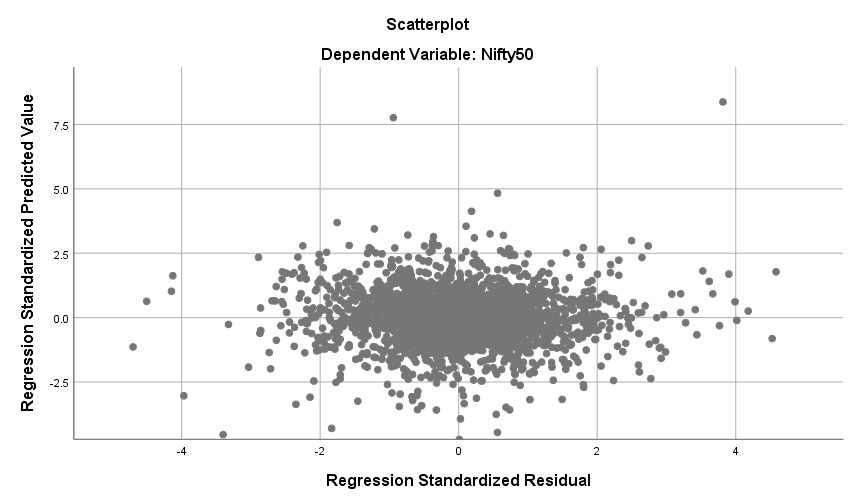 Scatterplot
Dependent Variable: Nifty50
Regression Standardized Predicted Value
7.5
5.0
2.5
0.0
-2.5
-4
-2
0
2
4
Regression Standardized Residual